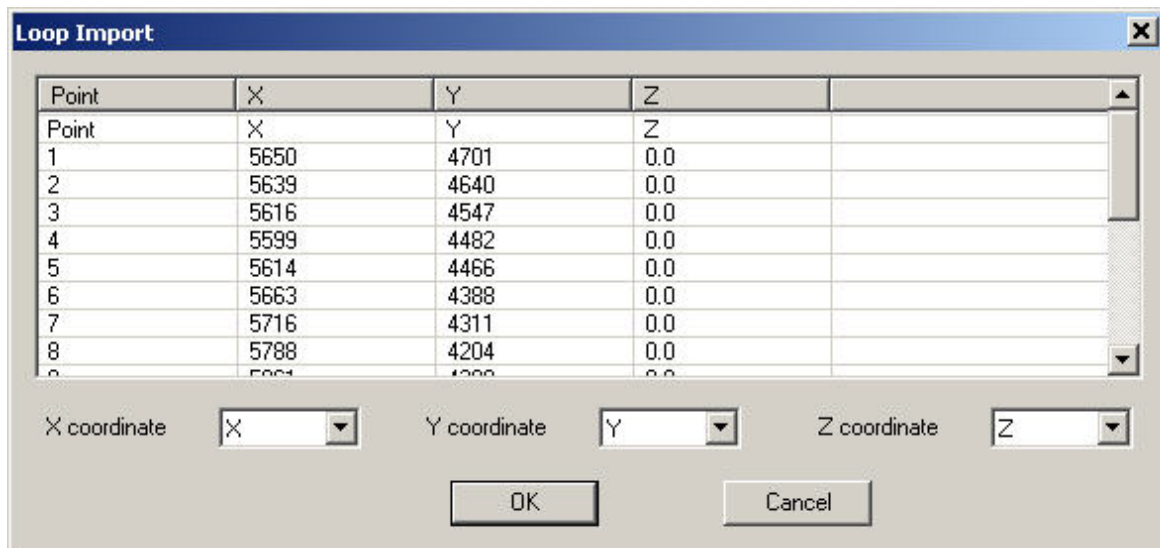 Loop Import
Point X Y Z
Point X Y Z
1 5650 4701 0.0
2 5639 4640 0.0
3 5616 4547 0.0
4 5599 4482 0.0
5 5614 4466 0.0
6 5663 4388 0.0
7 5716 4311 0.0
8 5788 4204 0.0
X coordinate X Y coordinate Y Z coordinate Z
OK Cancel